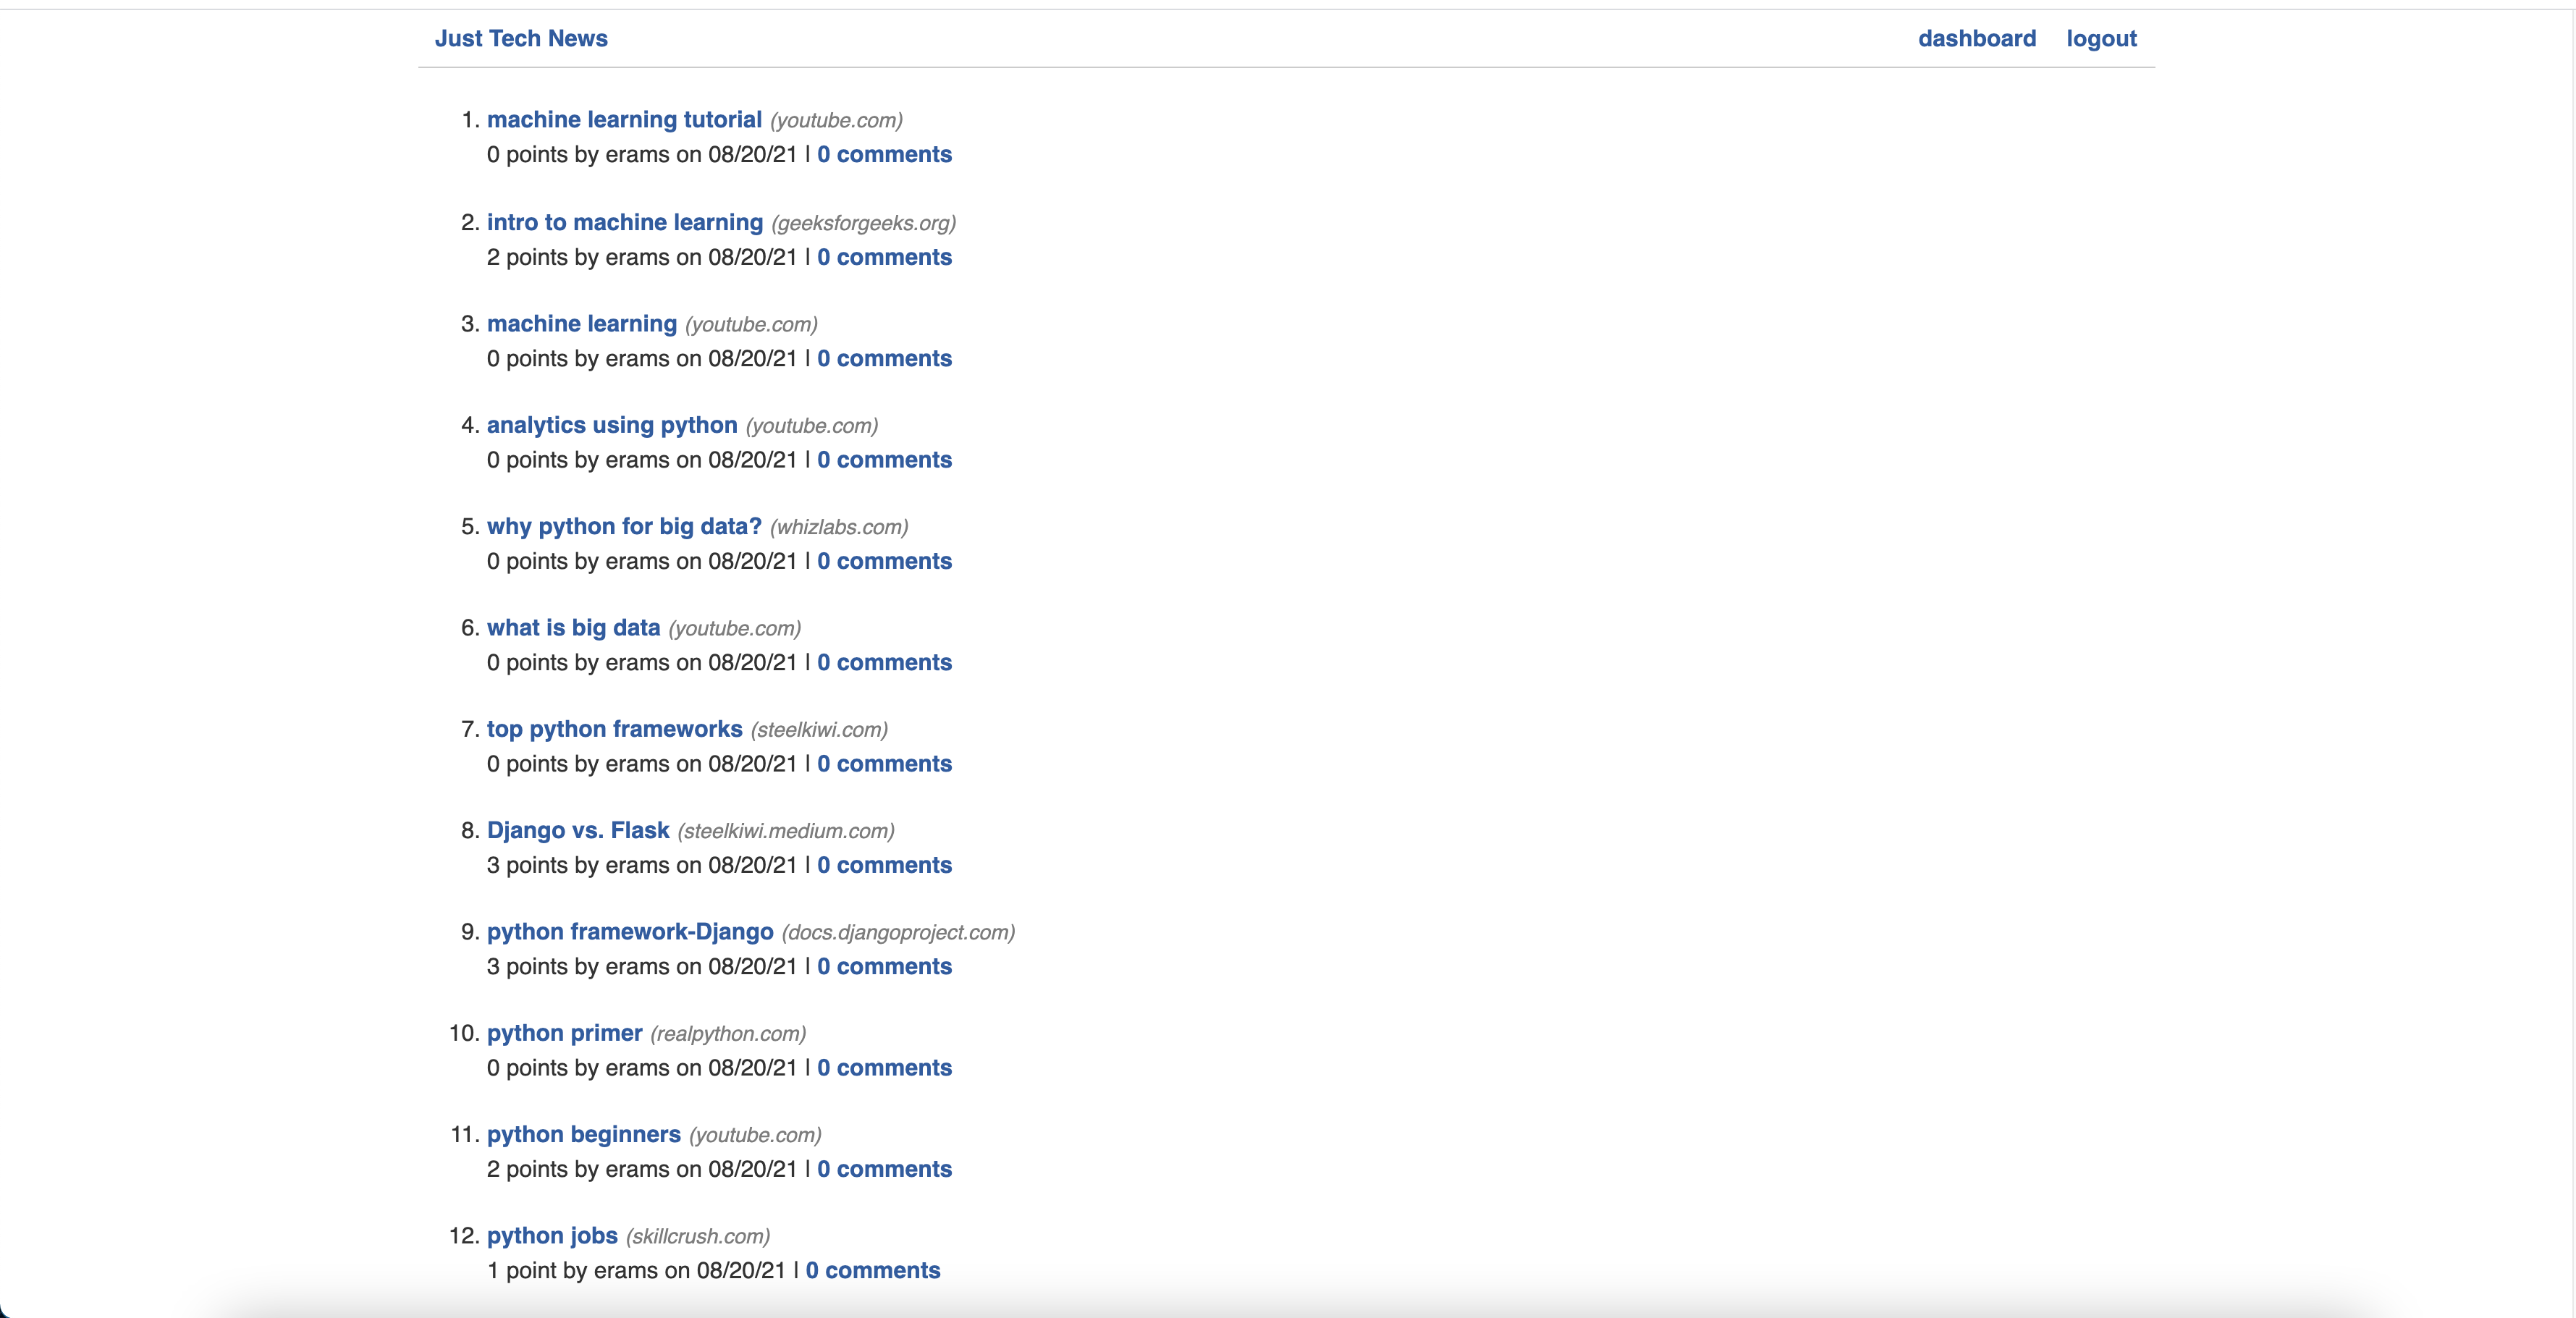 Just Tech News dashboard logout
1. machine learning tutorial (youtube.com)
0 points by erams on 08/20/21 | 0 comments
2. intro to machine learning (geeksforgeeks.org)
2 points by erams on 08/20/21 | 0 comments
3. machine learning (youtube.com)
0 points by erams on 08/20/21 | 0 comments
4. analytics using python (youtube.com)
0 points by erams on 08/20/21 | 0 comments
5. why python for big data? (whizlabs.com)
0 points by erams on 08/20/21 | 0 comments
6. what is big data (youtube.com)
0 points by erams on 08/20/21 | 0 comments
7. top python frameworks (steelkiwi.com)
0 points by erams on 08/20/21 | 0 comments
8. Django vs. Flask (steelkiwi.medium.com)
3 points by erams on 08/20/21 | 0 comments
9. python framework-Django (docs.djangoproject.com)
3 points by erams on 08/20/21 | 0 comments
10. python primer (realpython.com)
0 points by erams on 08/20/21 | 0 comments
11. python beginners (youtube.com)
2 points by erams on 08/20/21 | 0 comments
12. python jobs (skillcrush.com)
1 point by erams on 08/20/21 | 0 comments